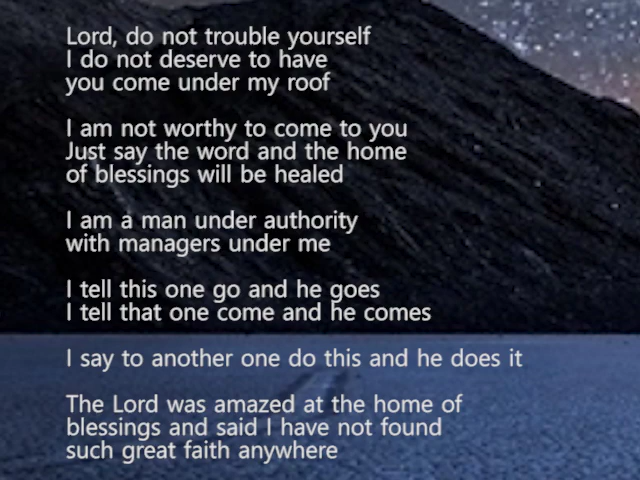 Lord, do not trouble yourself
I do not deserve to have
you come under my roof
I am not worthy to come to you
Just say the word and the home
of blessings will be healed
I am a man under authority
with managers under me
I tell this one go and he goes
I tell that one come and he comes
I say to another one do this and he does it
The Lord was amazed at the home of
blessings and said I have not found
such great faith anywhere